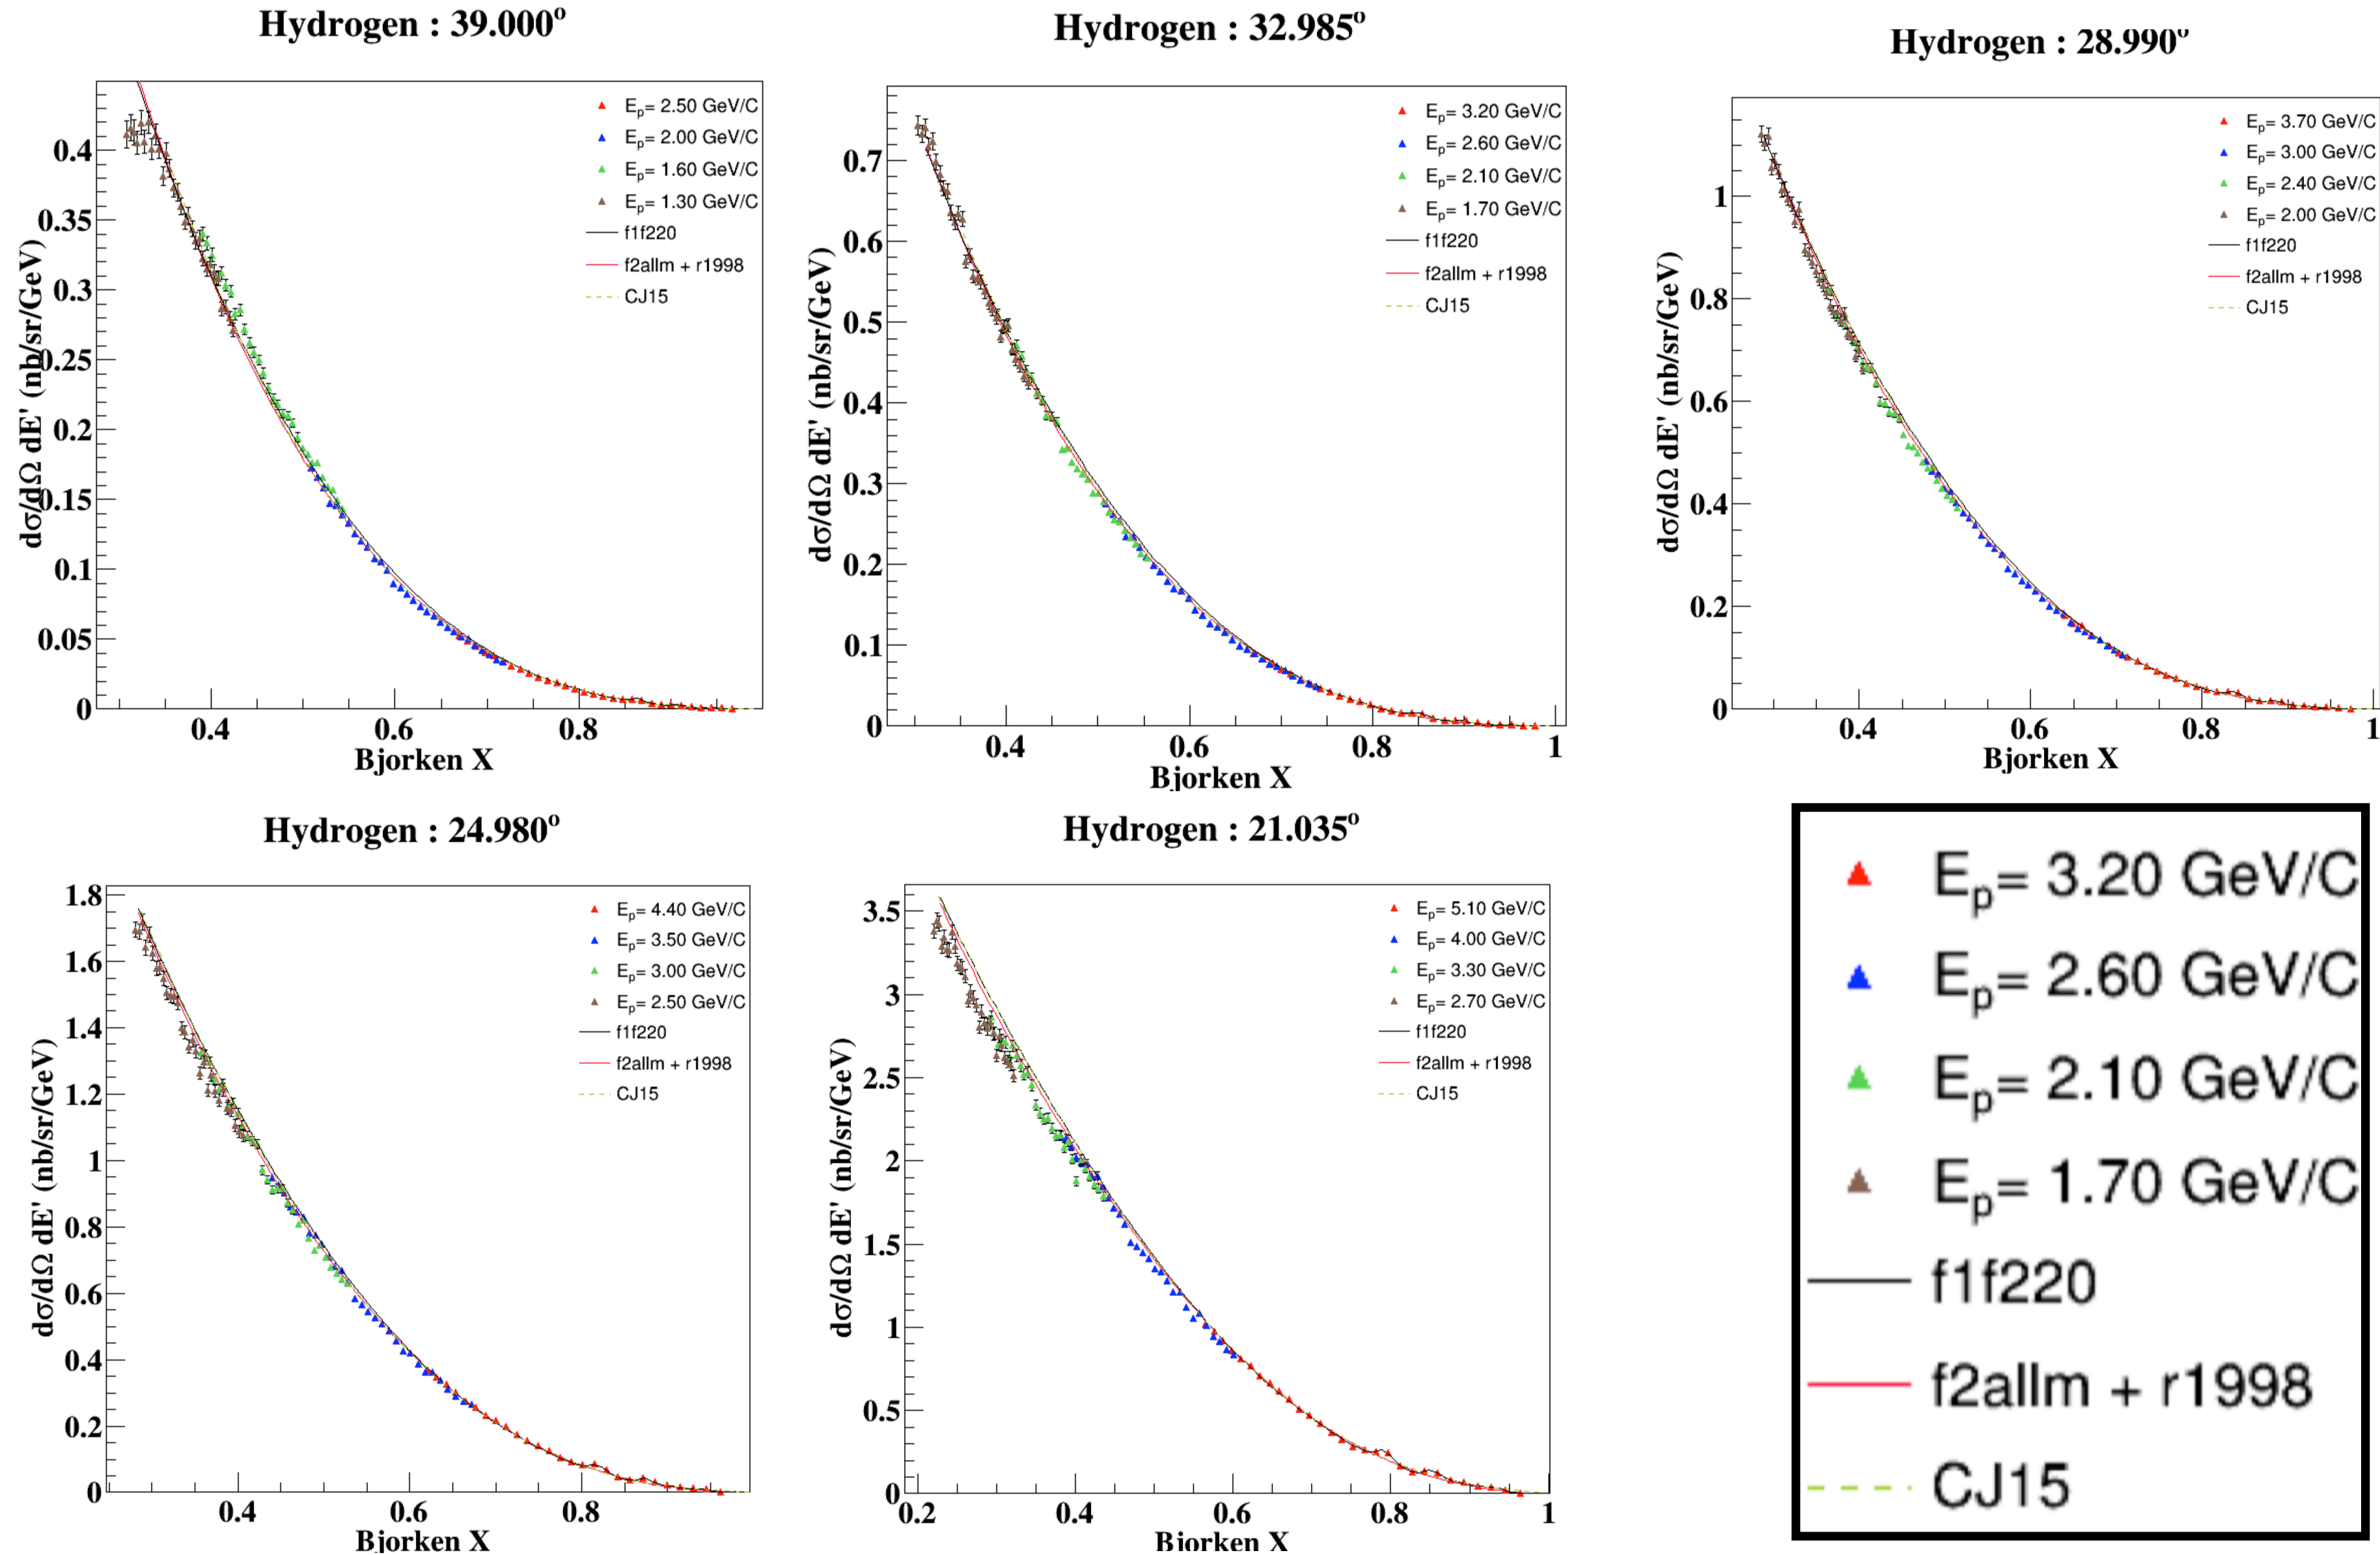 Hydrogen : 39.000°
0.4
0.35
0.3
0.25
0.2
0.15
0.1
0.05
0
dσ/dΩ dE' (nb/sr/GeV)
Ep= 2.50 GeV/C
Ep= 2.00 GeV/C
Ep= 1.60 GeV/C
Ep= 1.30 GeV/C
f1f220
f2allm + r1998
CJ15
0.4 0.6 0.8
Bjorken X
Hydrogen : 32.985°
0.7
0.6
0.5
0.4
0.3
0.2
0.1
0
dσ/dΩ dE' (nb/sr/GeV)
Ep= 3.20 GeV/C
Ep= 2.60 GeV/C
Ep= 2.10 GeV/C
Ep= 1.70 GeV/C
f1f220
f2allm + r1998
CJ15
0.4 0.6 0.8 1
Bjorken X
Hydrogen : 28.990°
1
0.8
0.6
0.4
0.2
0
dσ/dΩ dE' (nb/sr/GeV)
Ep= 3.70 GeV/C
Ep= 3.00 GeV/C
Ep= 2.40 GeV/C
Ep= 2.00 GeV/C
f1f220
f2allm + r1998
CJ15
0.4 0.6 0.8 1
Bjorken X
Hydrogen : 24.980°
1.8
1.6
1.4
1.2
1
0.8
0.6
0.4
0.2
0
dσ/dΩ dE' (nb/sr/GeV)
Ep= 4.40 GeV/C
Ep= 3.50 GeV/C
Ep= 3.00 GeV/C
Ep= 2.50 GeV/C
f1f220
f2allm + r1998
CJ15
0.4 0.6 0.8
Bjorken X
Hydrogen : 21.035°
3.5
3
2.5
2
1.5
1
0.5
0
dσ/dΩ dE' (nb/sr/GeV)
Ep= 5.10 GeV/C
Ep= 4.00 GeV/C
Ep= 3.30 GeV/C
Ep= 2.70 GeV/C
f1f220
f2allm + r1998
CJ15
0.2 0.4 0.6 0.8 1
Bjorken X
Ep= 3.20 GeV/C
Ep= 2.60 GeV/C
Ep= 2.10 GeV/C
Ep= 1.70 GeV/C
f1f220
f2allm + r1998
CJ15